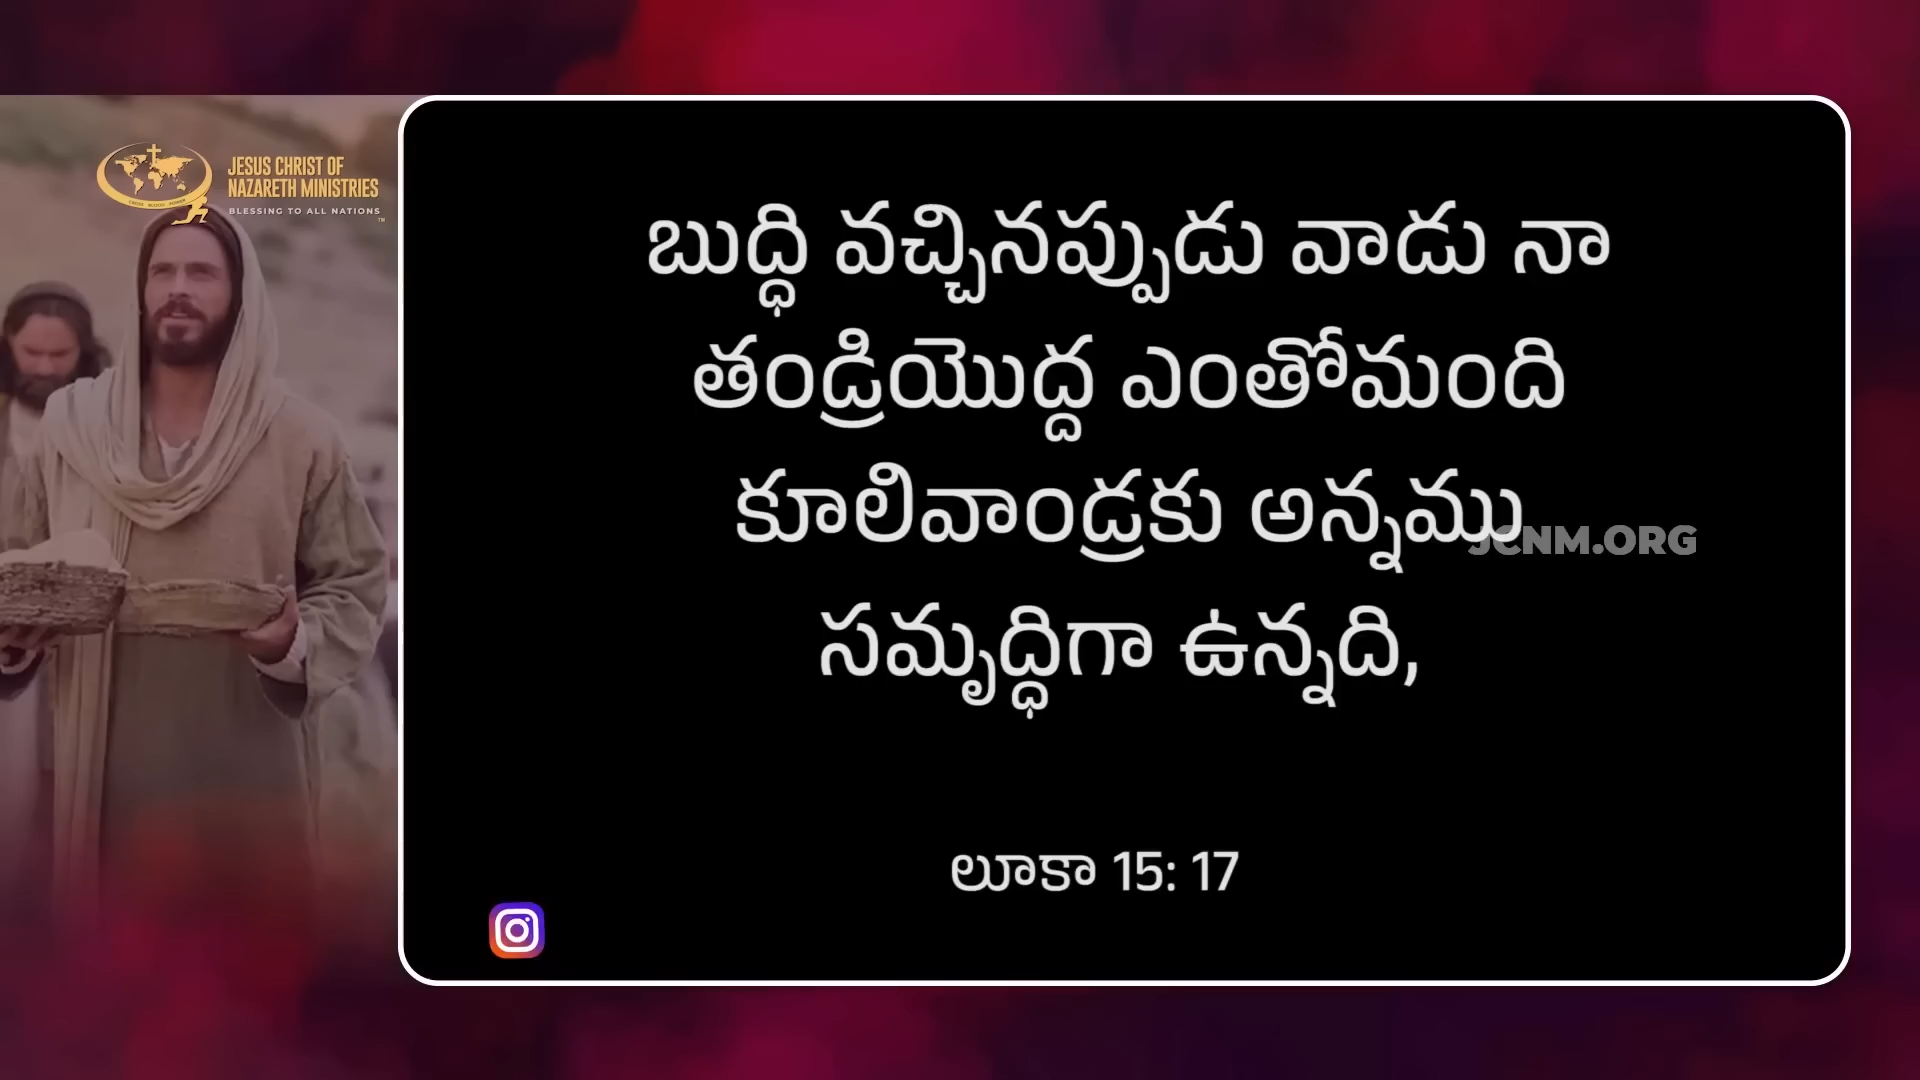 JESUS CHRIST OF
NAZARETH MINISTRIES
BLESSING TO ALL NATIONS
TM
బుద్ధి వచ్చినప్పుడు వాడు నా
తండ్రియొద్ద ఎంతోమంది
కూలివాండ్రకు అన్నము
JCNM.ORG
సమృద్ధిగా ఉన్నది,
లూకా 15: 17